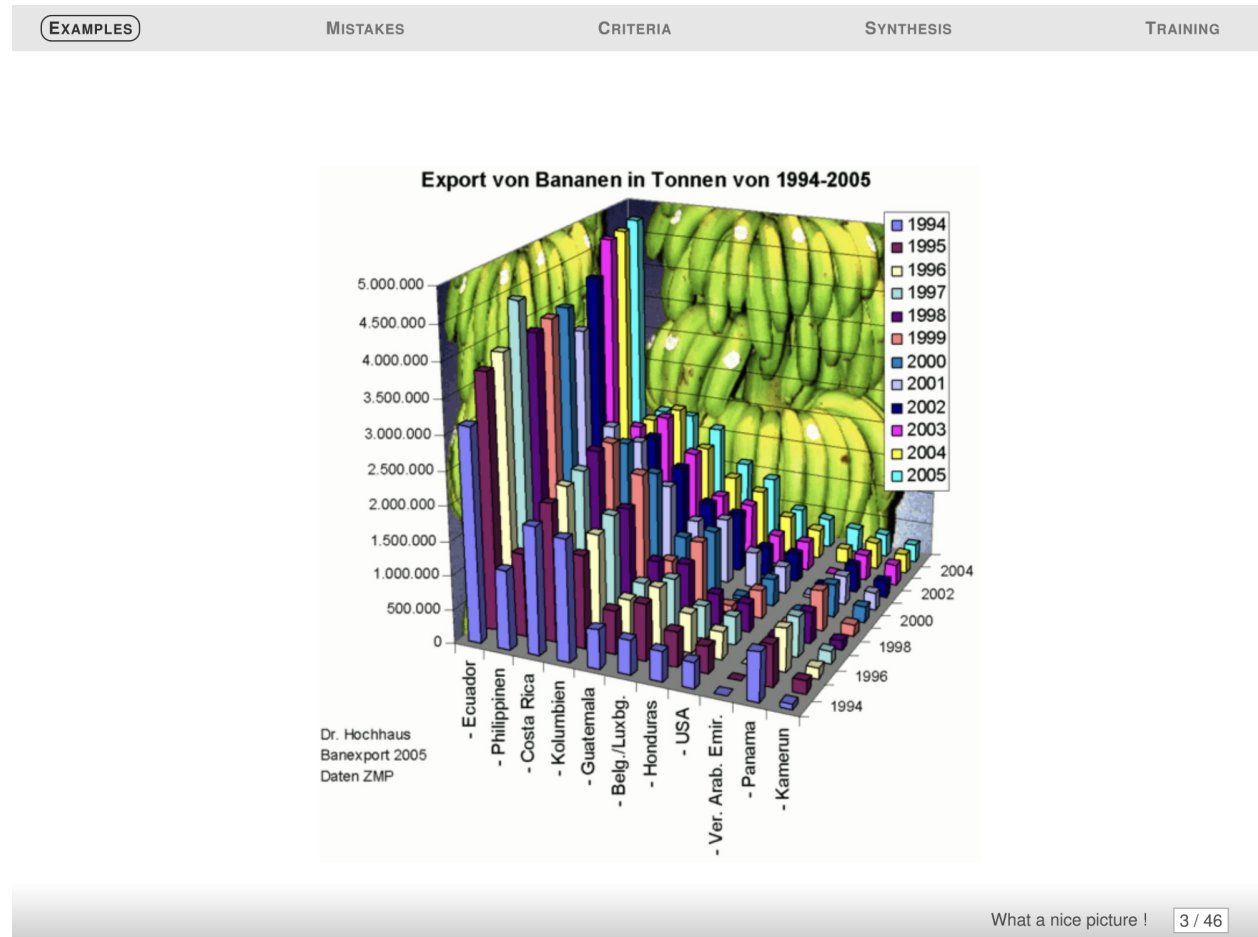 EXAMPLES
MISTAKES
CRITERIA
SYNTHESIS
TRAINING
Export von Bananen in Tonnen von 1994-2005
1994
1995
1996
1997
1998
1999
2000
2001
2002
2003
2004
2005
5.000.000
4.500.000
4.000.000
3.500.000
3.000.000
2.500.000
2.000.000
1.500.000
1.000.000
500.000
0
2004
2002
2000
1998
1996
1994
- Ecuador
- Philippinen
- Costa Rica
- Kolumbien
- Guatemala
- Belg./Luxbg.
- Honduras
- USA
- Ver. Arab. Emir.
- Panama
- Kamerun
Dr. Hochhaus
Banexport 2005
Daten ZMP
What a nice picture !
3 / 46